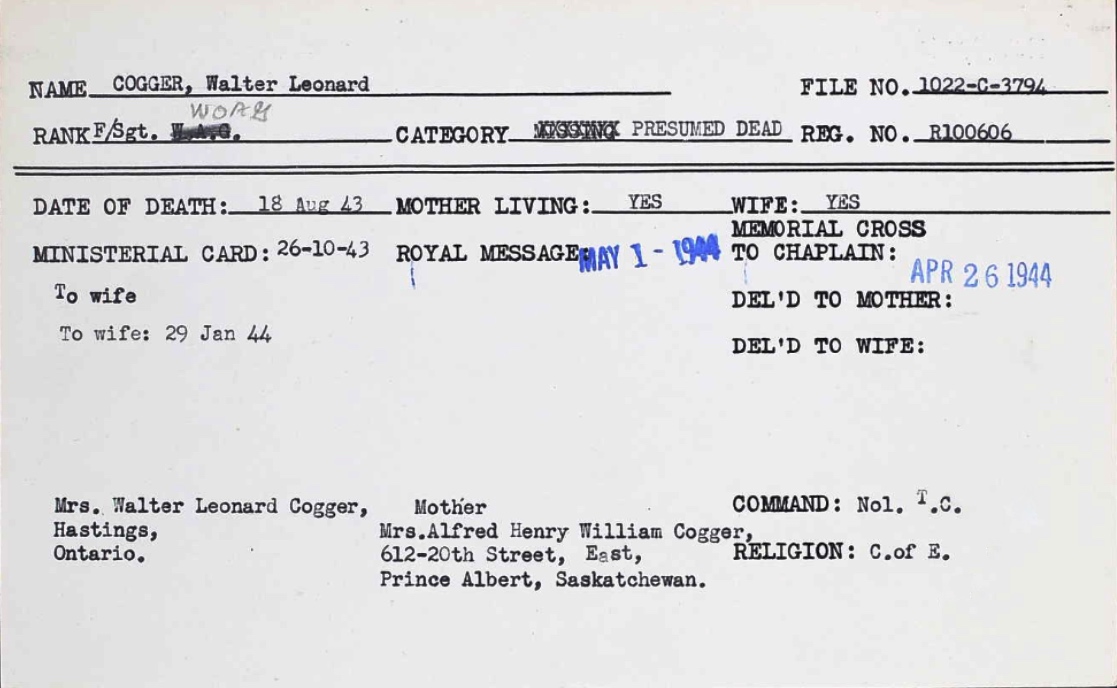 NAME COGGER, Walter Leonard FILE NO. 1022-C-3794
WOAG
RANK F/Sgt. W.A.G. CATEGORY MISSING PRESUMED DEAD REG. NO. R100606
DATE OF DEATH: 18 Aug 43 MOTHER LIVING: YES WIFE: YES
MINISTERIAL CARD: 26-10-43 ROYAL MESSAGE: MAY 1 - 1944 MEMORIAL CROSS
TO CHAPLAIN:
APR 26 1944
To wife
DEL'D TO MOTHER:
To wife: 29 Jan 44
DEL'D TO WIFE:
Mrs. Walter Leonard Cogger,
Hastings,
Ontario.
Mother
Mrs.Alfred Henry William Cogger,
612-20th Street, East,
Prince Albert, Saskatchewan.
COMMAND: No1. T.C.
RELIGION: C.of E.